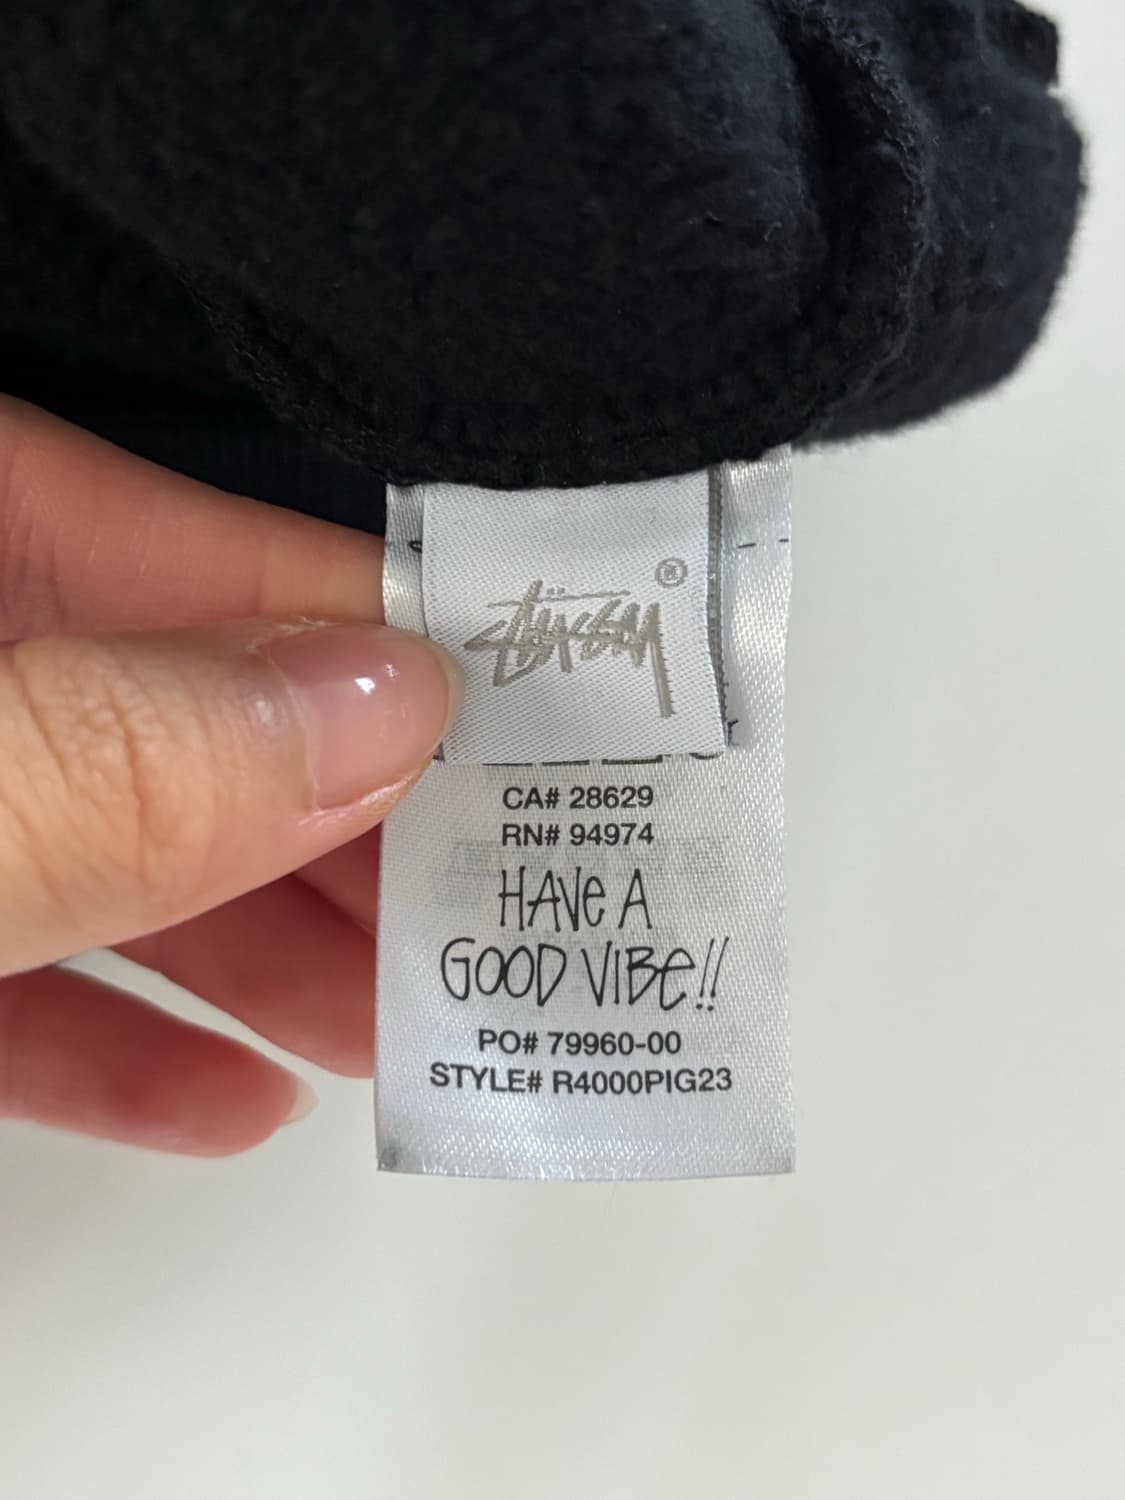 Stüssy ®
CA# 28629
RN# 94974
HAVE A
GOOD VIBE!!
PO# 79960-00
STYLE# R4000PIG23